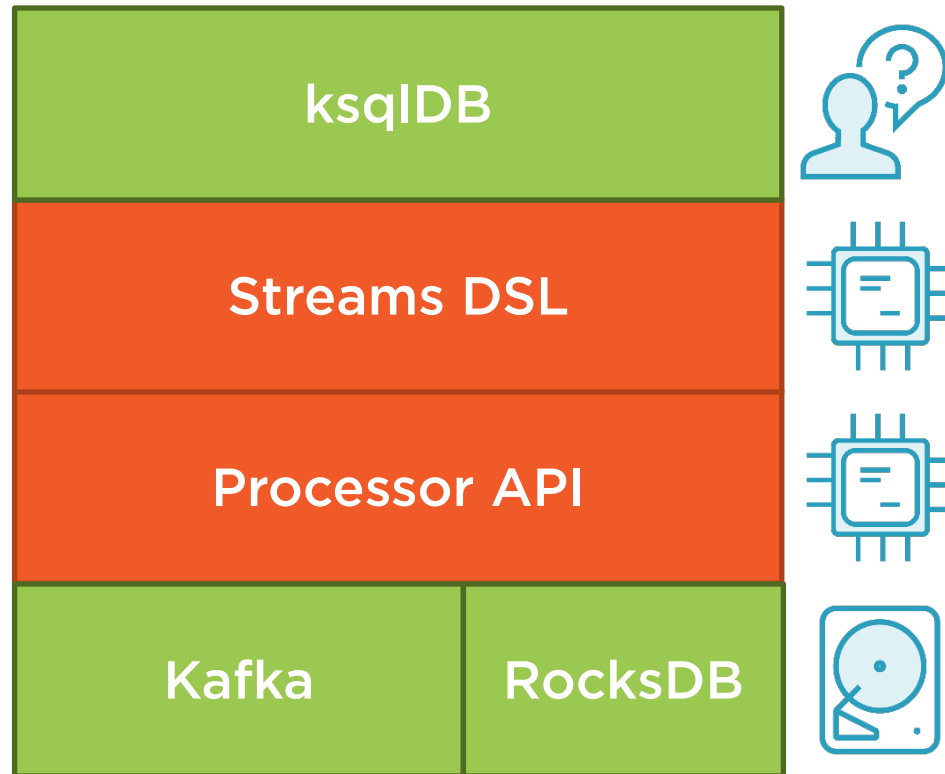 ksqlDB
Streams DSL
Processor API
Kafka
RocksDB
?